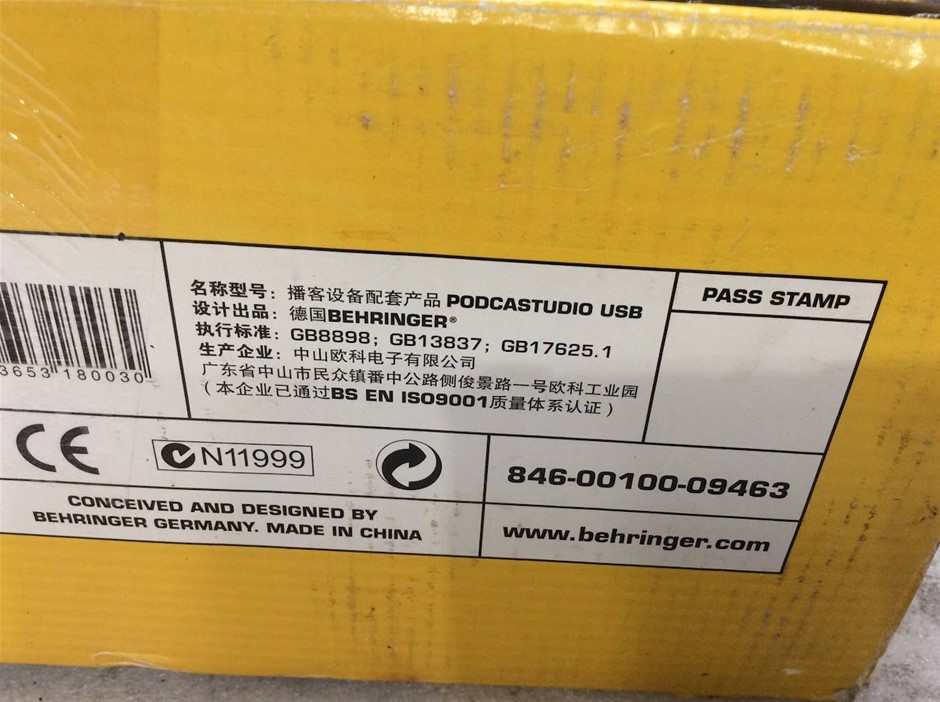 名称型号：播客设备配套产品 PODCASTUDIO USB
设计出品：德国BEHRINGER®
执行标准：GB8898；GB13837；GB17625.1
生产企业：中山欧科电子有限公司
广东省中山市民众镇番中公路侧俊景路一号欧科工业园
（本企业已通过BS EN ISO9001质量体系认证）
PASS STAMP
3653 180030
CE
N11999
846-00100-09463
CONCEIVED AND DESIGNED BY
BEHRINGER GERMANY. MADE IN CHINA
www.behringer.com